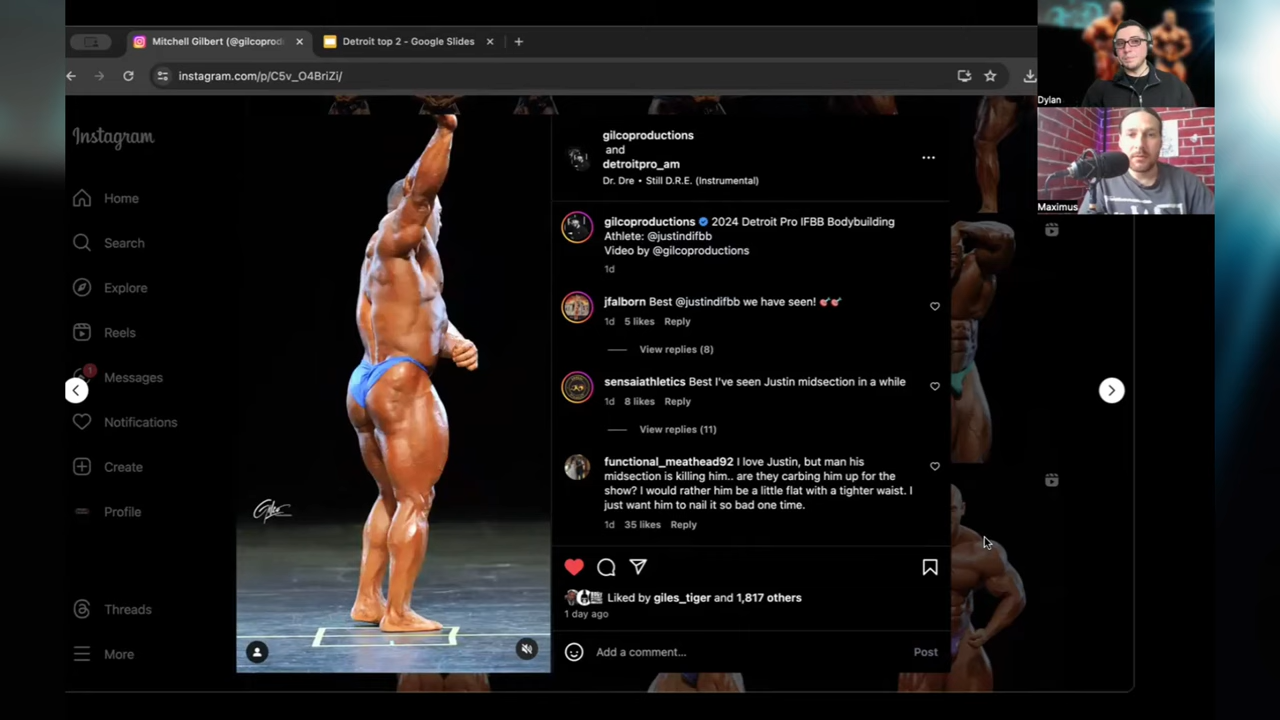 Mitchell Gilbert (@gilcoprod
Detroit top 2 - Google Slides
instagram.com/p/C5v_O4BriZi/
Dylan
Maximus
Instagram
Home
Search
Explore
Reels
1
Messages
Notifications
Create
Profile
Threads
More
gilcoproductions
and
detroitpro_am
Dr. Dre • Still D.R.E. (Instrumental)
gilcoproductions 2024 Detroit Pro IFBB Bodybuilding
Athlete: @justindifbb
Video by @gilcoproductions
1d
jfalborn Best @justindifbb we have seen!
1d 5 likes Reply
View replies (8)
sensaiathletics Best I've seen Justin midsection in a while
1d 8 likes Reply
View replies (11)
functional_meathead92 I love Justin, but man his
midsection is killing him.. are they carbing him up for the
show? I would rather him be a little flat with a tighter waist. I
just want him to nail it so bad one time.
1d 35 likes Reply
Liked by giles_tiger and 1,817 others
1 day ago
Add a comment...
Post